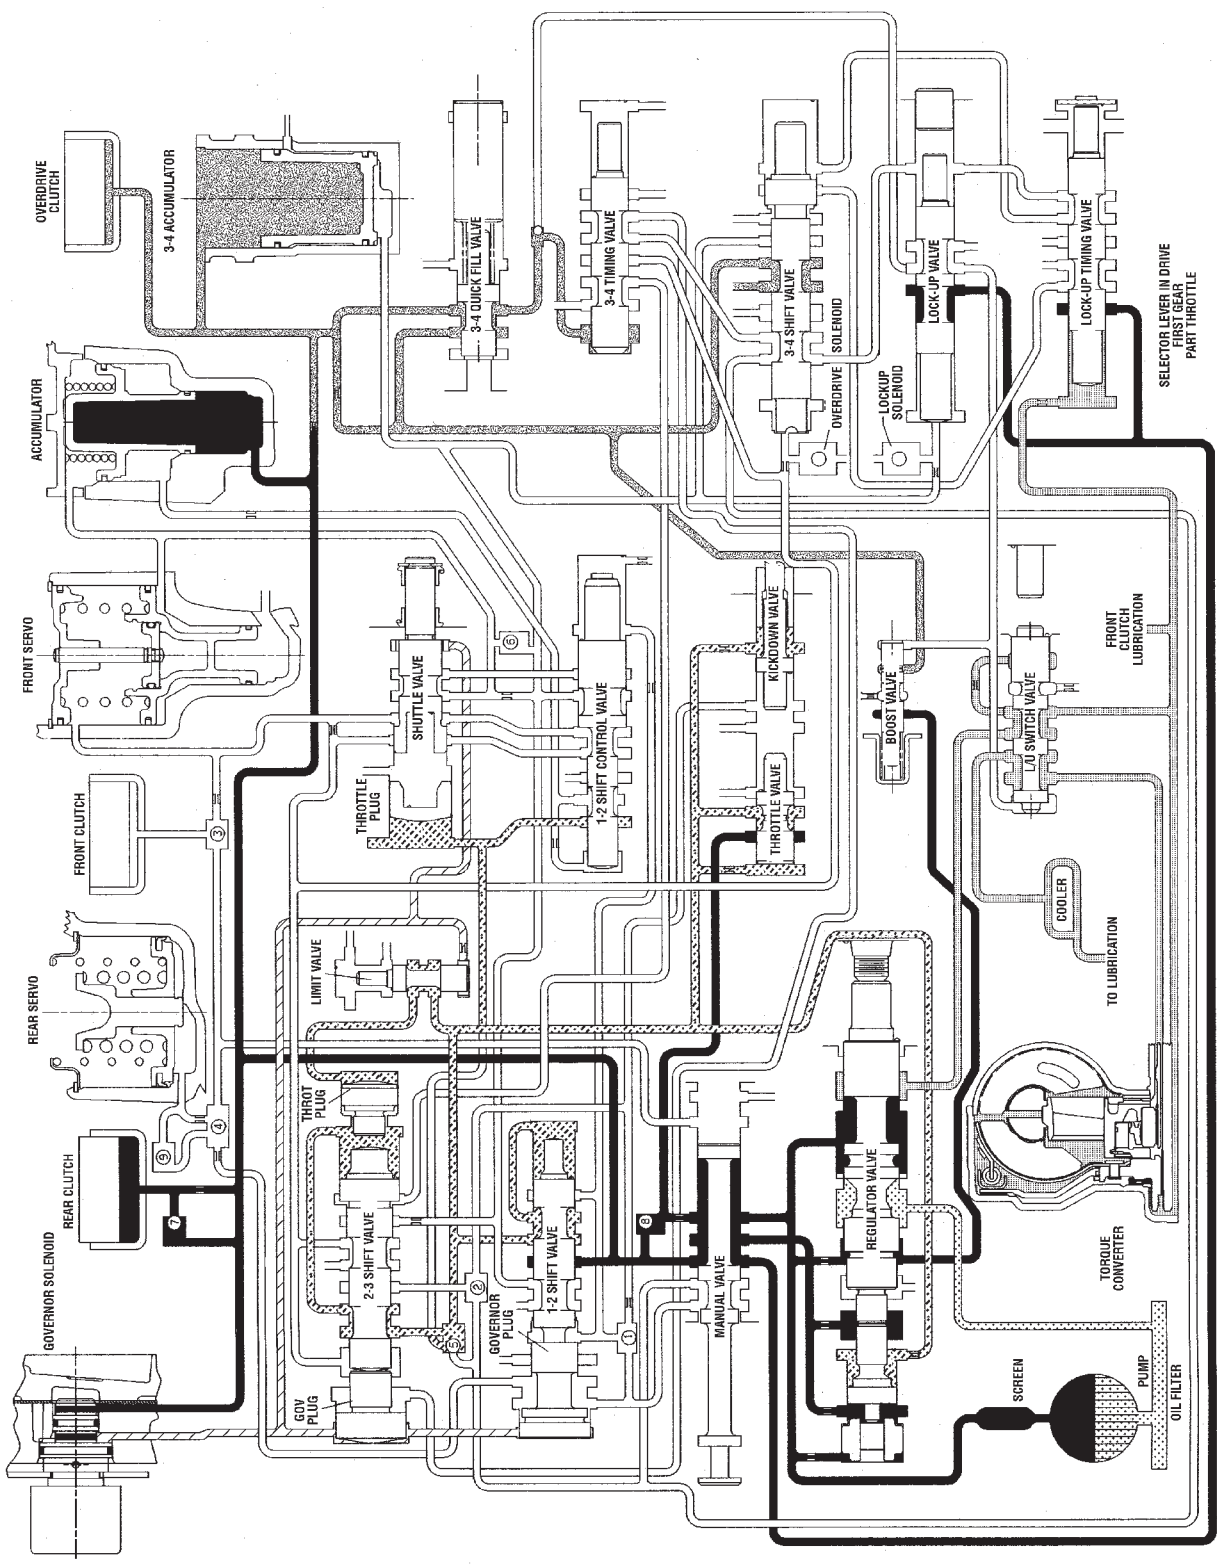 OVERDRIVE
CLUTCH
3-4 ACCUMULATOR
3-4 QUICK FILL VALVE
3-4 TIMING VALVE
3-4 SHIFT VALVE
OVERDRIVE SOLENOID
LOCK-UP VALVE
LOCKUP
SOLENOID
LOCK-UP TIMING VALVE
SELECTOR LEVER IN DRIVE
FIRST GEAR
PART THROTTLE
ACCUMULATOR
FRONT SERVO
SHUTTLE VALVE
6
1-2 SHIFT CONTROL VALVE
KICKDOWN VALVE
BOOST VALVE
L/U SWITCH VALVE
FRONT
CLUTCH
LUBRICATION
FRONT CLUTCH
3
THROTTLE
PLUG
THROTTLE VALVE
COOLER
TO LUBRICATION
REAR SERVO
LIMIT VALVE
REAR CLUTCH
9
4
7
THROT
PLUG
2-3 SHIFT VALVE
1-2 SHIFT VALVE
8
MANUAL VALVE
REGULATOR VALVE
TORQUE
CONVERTER
GOVERNOR SOLENOID
GOV
PLUG
5
2
GOVERNOR
PLUG
1
SCREEN
PUMP
OIL FILTER